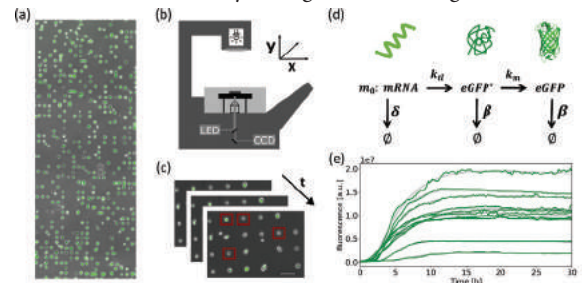 (a)
(b)
y
x
LED
CCD
(c)
t
(d)
m₀: mRNA
k_tl
eGFP*
k_m
eGFP
δ
β
β
∅
∅
∅
(e)
1e7
fluorescence [a.u.]
2.0
1.5
1.0
0.5
0.0
0
5
10
15
20
25
30
Time [h]